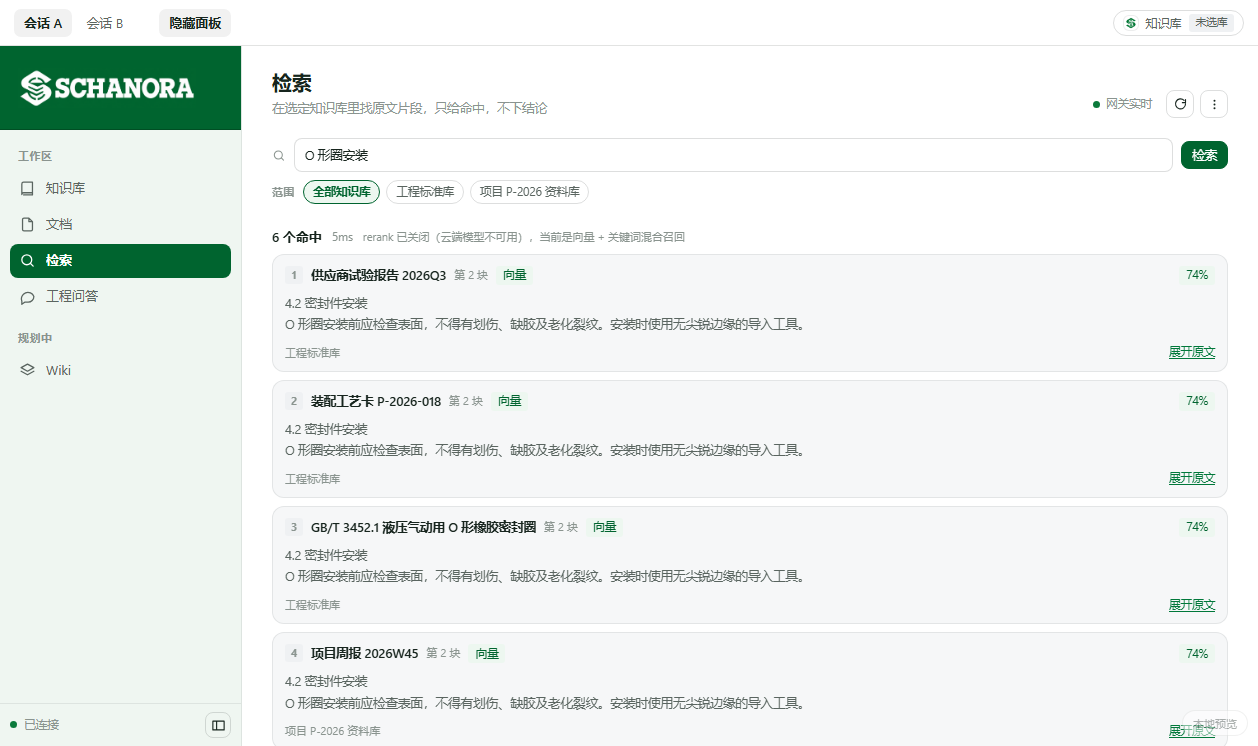 会话 A 会话 B 隐藏面板 知识库 未选库
SCHANORA
工作区
知识库
文档
检索
工程问答
规划中
Wiki
已连接
检索
在选定知识库里找原文片段，只给命中，不下结论
网关实时
O 形圈安装 检索
范围 全部知识库 工程标准库 项目 P-2026 资料库
6 个命中 5ms rerank 已关闭（云端模型不可用），当前是向量 + 关键词混合召回
1 供应商试验报告 2026Q3 第 2 块 向量 74%
4.2 密封件安装
O 形圈安装前应检查表面，不得有划伤、缺胶及老化裂纹。安装时使用无尖锐边缘的导入工具。
工程标准库 展开原文
2 装配工艺卡 P-2026-018 第 2 块 向量 74%
4.2 密封件安装
O 形圈安装前应检查表面，不得有划伤、缺胶及老化裂纹。安装时使用无尖锐边缘的导入工具。
工程标准库 展开原文
3 GB/T 3452.1 液压气动用 O 形橡胶密封圈 第 2 块 向量 74%
4.2 密封件安装
O 形圈安装前应检查表面，不得有划伤、缺胶及老化裂纹。安装时使用无尖锐边缘的导入工具。
工程标准库 展开原文
4 项目周报 2026W45 第 2 块 向量 74%
4.2 密封件安装
O 形圈安装前应检查表面，不得有划伤、缺胶及老化裂纹。安装时使用无尖锐边缘的导入工具。
项目 P-2026 资料库 展开原文
本地预览